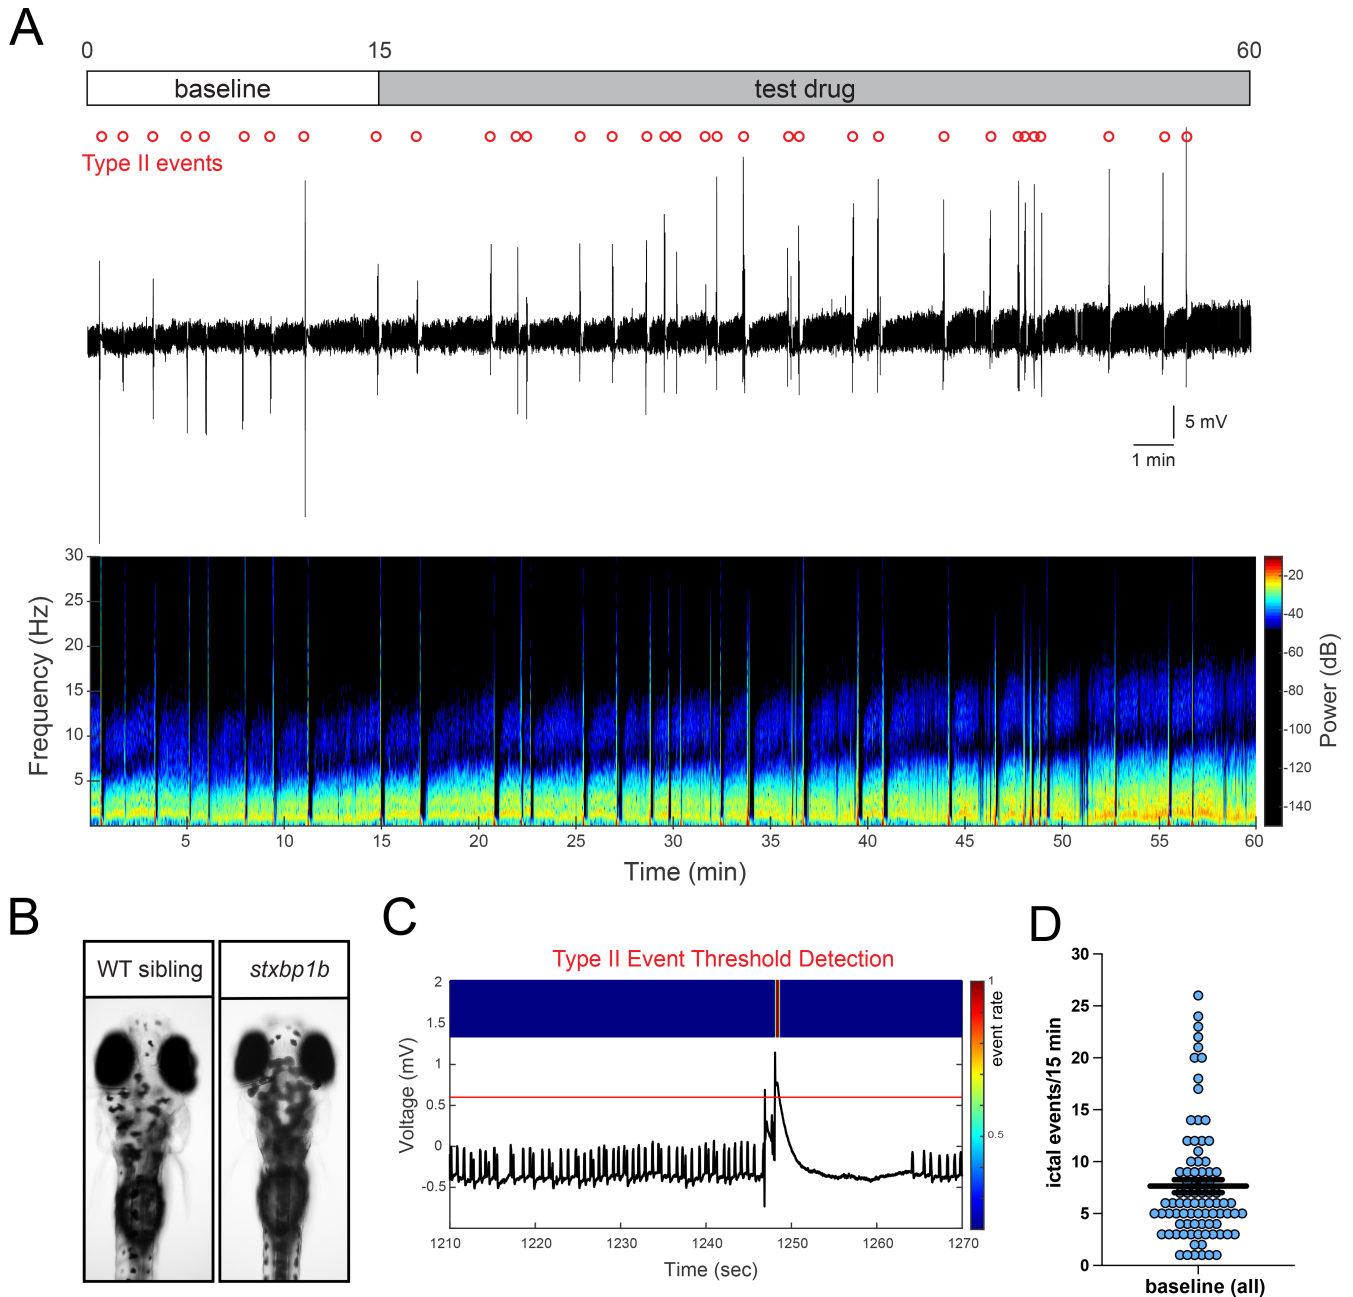 A
0 15 60
baseline test drug
Type II events
5 mV
1 min
30
25
20
15
10
5
Frequency (Hz)
5 10 15 20 25 30 35 40 45 50 55 60
Time (min)
-20
-40
-60
-80
-100
-120
-140
Power (dB)
B
WT sibling stxbp1b
C
Type II Event Threshold Detection
2
1.5
1
0.5
0
-0.5
Voltage (mV)
1210 1220 1230 1240 1250 1260 1270
Time (sec)
1
0.5
event rate
D
30
25
20
15
10
5
0
ictal events/15 min
baseline (all)